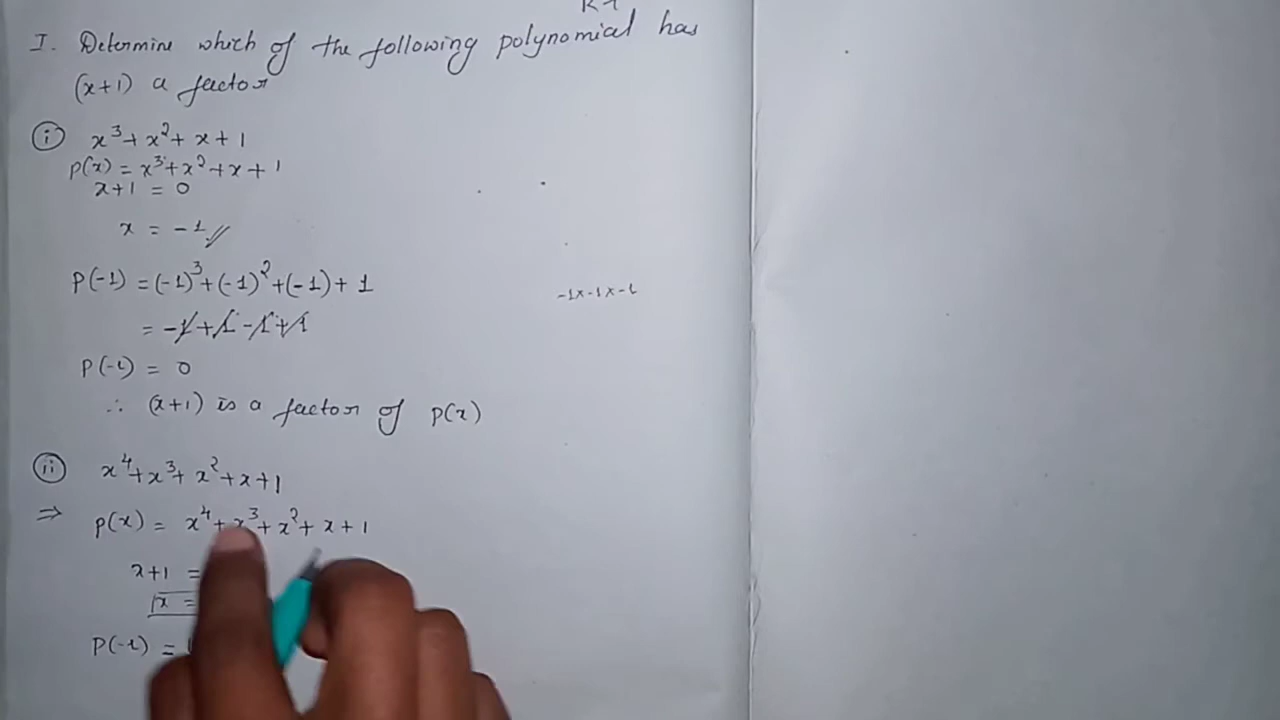 I. Determine which of the following polynomial has
(x+1) a factor
(i) x³+x²+x+1
P(x) = x³+x²+x+1
x+1 = 0
x = -1//
P(-1) = (-1)³+(-1)²+(-1)+1
= -1+1-1+1
-1x-1x-1
P(-1) = 0
∴ (x+1) is a factor of P(x)
(ii) x⁴+x³+x²+x+1
⇒ P(x) = x⁴+x³+x²+x+1
x+1 =
x =
P(-1) =